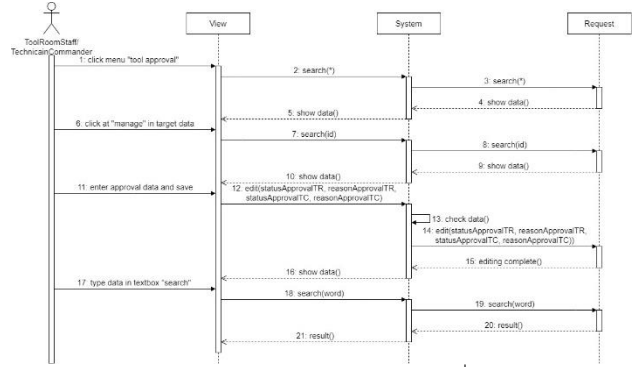 View
System
Request
ToolRoomStaff/
TechnicainCommander
1: click menu "tool approval"
2: search(*)
3: search(*)
4: show data()
5: show data()
6: click at "manage" in target data
7: search(id)
8: search(id)
9: show data()
10: show data()
11: enter approval data and save
12: edit(statusApprovalTR, reasonApprovalTR,
statusApprovalTC, reasonApprovalTC)
13: check data()
14: edit(statusApprovalTR, reasonApprovalTR,
statusApprovalTC, reasonApprovalTC))
15: editing complete()
16: show data()
17: type data in textbox "search"
18: search(word)
19: search(word)
20: result()
21: result()